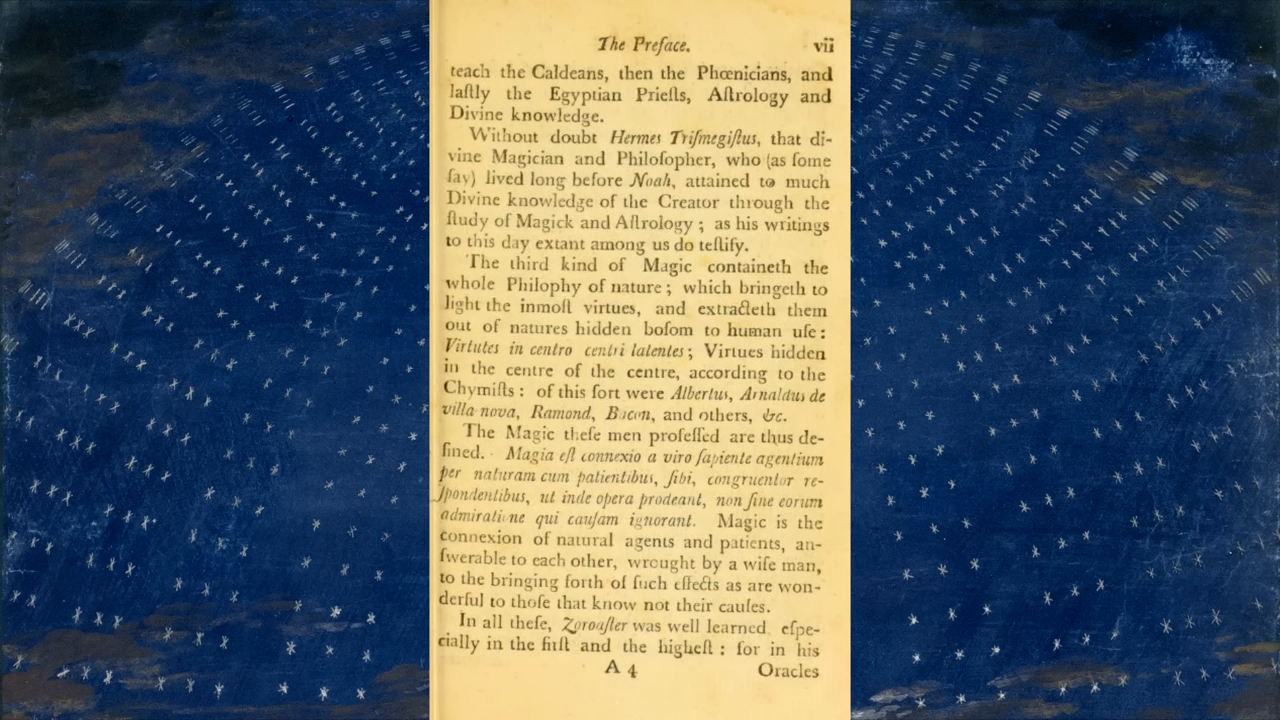 The Preface. vii
teach the Caldeans, then the Phœnicians, and
laſtly the Egyptian Prieſts, Aſtrology and
Divine knowledge.
Without doubt Hermes Triſmegiſtus, that di-
vine Magician and Philoſopher, who (as ſome
ſay) lived long before Noah, attained to much
Divine knowledge of the Creator through the
ſtudy of Magick and Aſtrology ; as his writings
to this day extant among us do teſtify.
The third kind of Magic containeth the
whole Philophy of nature ; which bringeth to
light the inmoſt virtues, and extracteth them
out of natures hidden boſom to human uſe :
Virtutes in centro centri latentes ; Virtues hidden
in the centre of the centre, according to the
Chymiſts : of this ſort were Albertus, Arnaldus de
villa nova, Ramond, Bacon, and others, &c.
The Magic theſe men profeſſed are thus de-
fined. Magia eſt connexio a viro ſapiente agentium
per naturam cum patientibus, ſibi, congruenter re-
ſpondentibus, ut inde opera prodeant, non ſine eorum
admiratione qui cauſam ignorant. Magic is the
connexion of natural agents and patients, an-
ſwerable to each other, wrought by a wiſe man,
to the bringing forth of ſuch effects as are won-
derful to thoſe that know not their cauſes.
In all theſe, Zoroaſter was well learned, eſpe-
cially in the firſt and the higheſt : for in his
A 4 Oracles